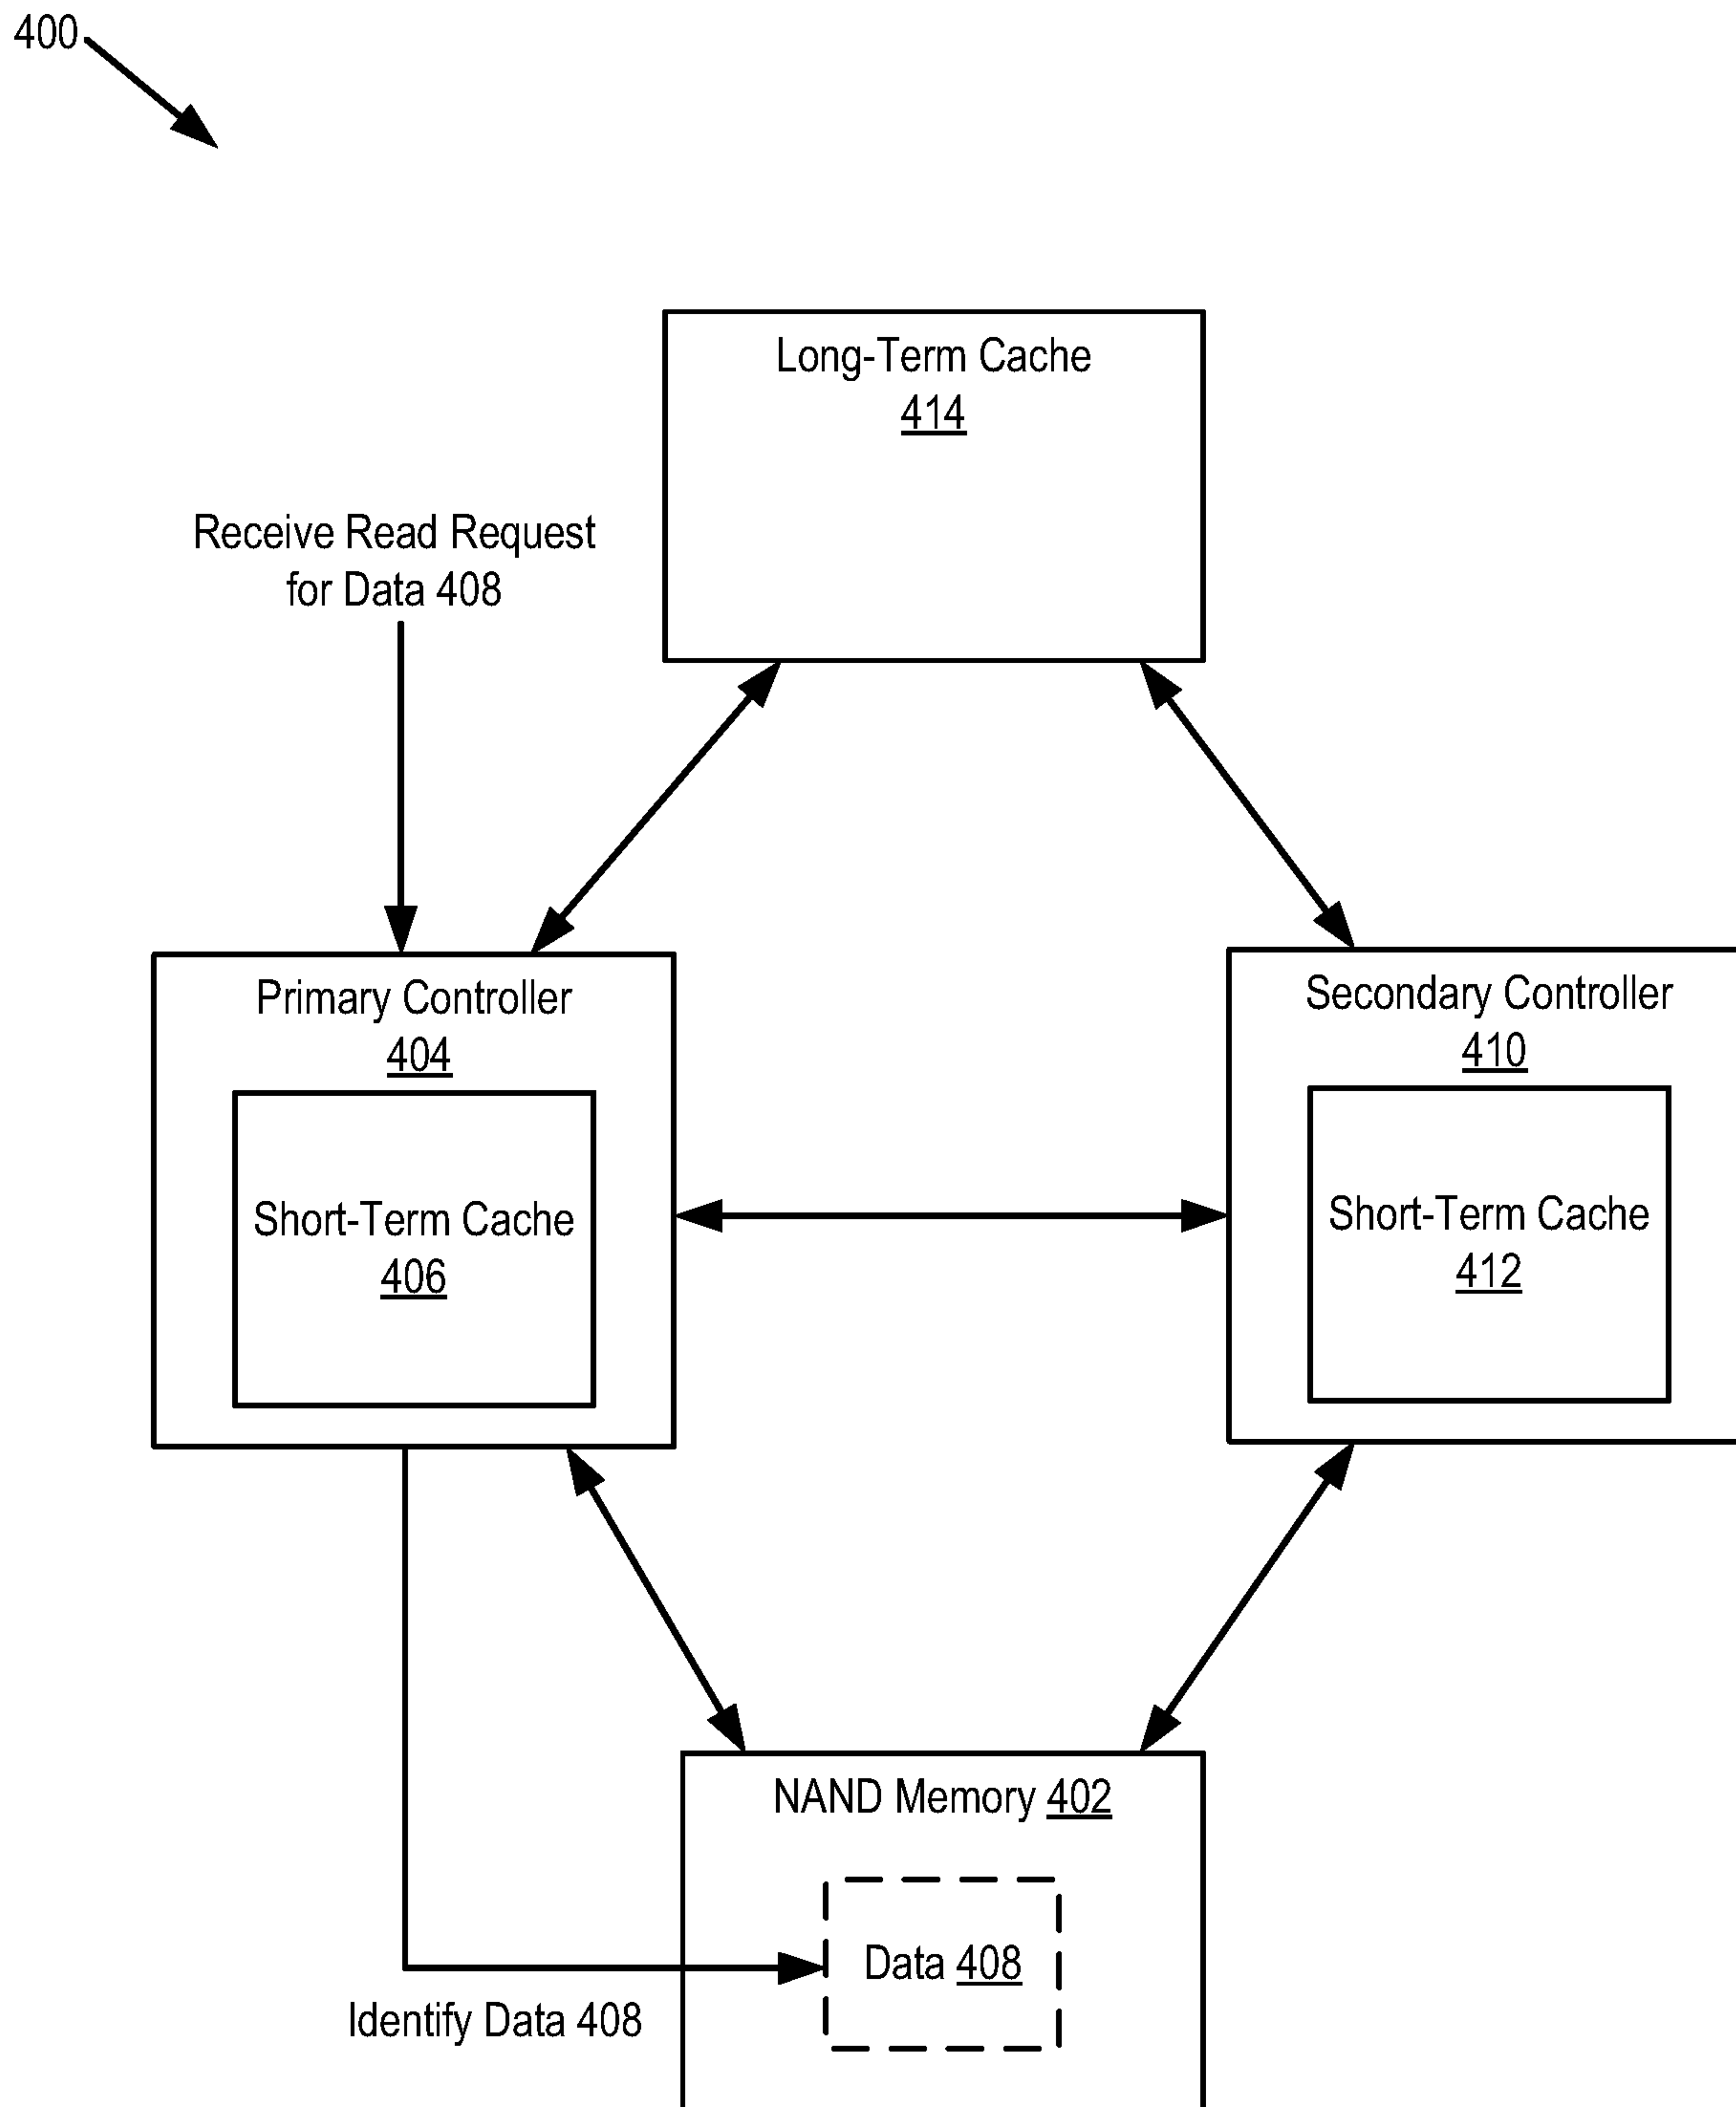 400
Long-Term Cache
414
Receive Read Request
for Data 408
Primary Controller
404
Short-Term Cache
406
Secondary Controller
410
Short-Term Cache
412
NAND Memory 402
Data 408
Identify Data 408